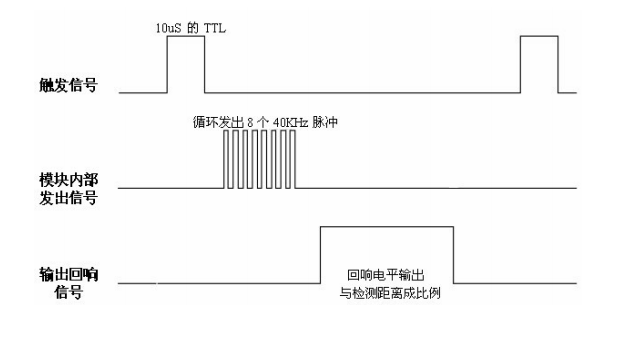 10uS 的 TTL
触发信号
循环发出 8 个 40KHz 脉冲
模块内部
发出信号
输出回响
信号
回响电平输出
与检测距离成比例